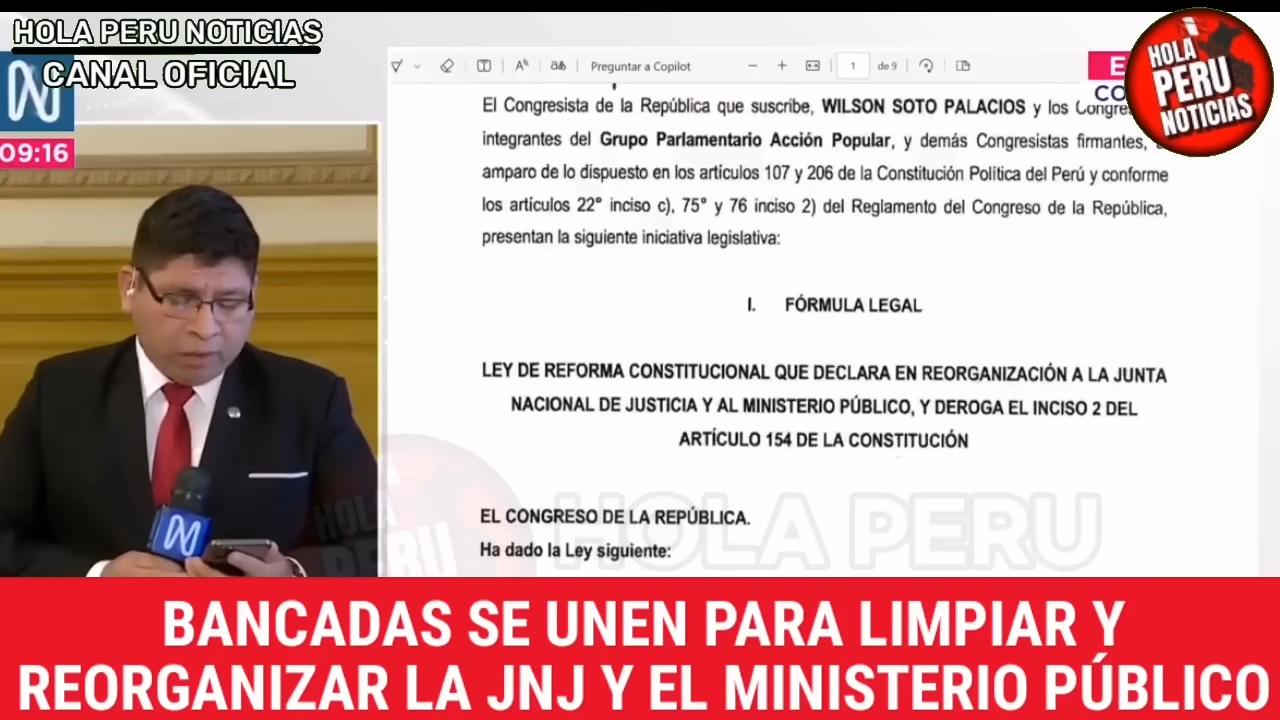 HOLA PERU NOTICIAS
CANAL OFICIAL
N
09:16
Preguntar a Copilot
1 de 9
HOLA
PERU
NOTICIAS
El Congresista de la República que suscribe, WILSON SOTO PALACIOS y los
integrantes del Grupo Parlamentario Acción Popular, y demás Congresistas firmantes,
amparo de lo dispuesto en los artículos 107 y 206 de la Constitución Política del Perú y conforme
los artículos 22° inciso c), 75° y 76 inciso 2) del Reglamento del Congreso de la República,
presentan la siguiente iniciativa legislativa:
I. FÓRMULA LEGAL
LEY DE REFORMA CONSTITUCIONAL QUE DECLARA EN REORGANIZACIÓN A LA JUNTA
NACIONAL DE JUSTICIA Y AL MINISTERIO PÚBLICO, Y DEROGA EL INCISO 2 DEL
ARTÍCULO 154 DE LA CONSTITUCIÓN
EL CONGRESO DE LA REPÚBLICA.
Ha dado la Ley siguiente:
HOLA PERU
HOLA
PERU
BANCADAS SE UNEN PARA LIMPIAR Y
REORGANIZAR LA JNJ Y EL MINISTERIO PÚBLICO